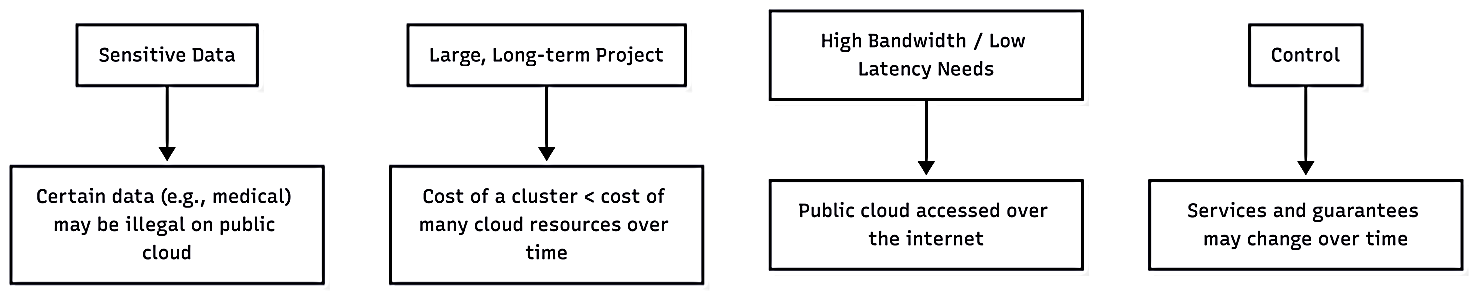 Sensitive Data
Certain data (e.g., medical)
may be illegal on public
cloud
Large, Long-term Project
Cost of a cluster < cost of
many cloud resources over
time
High Bandwidth / Low
Latency Needs
Public cloud accessed over
the internet
Control
Services and guarantees
may change over time